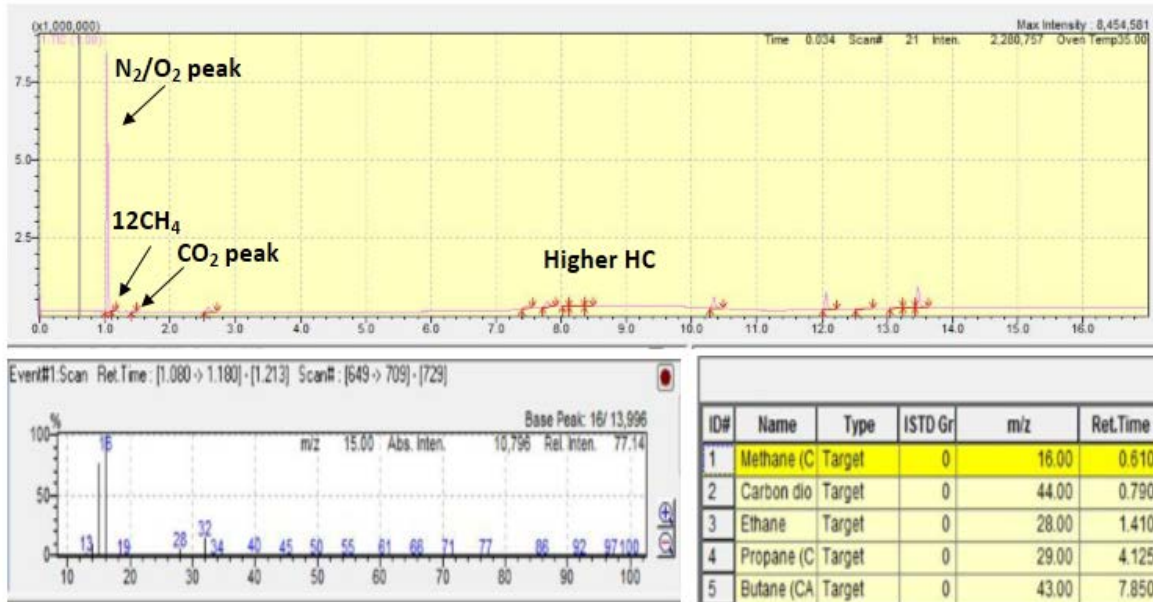 (x1,000,000)
Max Intensity : 8,454,581
Time 0.034 Scan# 21 Inten. 2,280,757 Oven Temp 35.00
7.5
5.0
2.5
N₂/O₂ peak
12CH₄
CO₂ peak
Higher HC
0.0 1.0 2.0 3.0 4.0 5.0 6.0 7.0 8.0 9.0 10.0 11.0 12.0 13.0 14.0 15.0 16.0
Event#1:Scan Ret.Time : [1.080 -> 1.180] - [1.213] Scan# : [649 -> 709] - [729]
%
Base Peak: 16/ 13,996
100
m/z 15.00 Abs. Inten. 10,796 Rel. Inten. 77.14
16
50
0
13 19 28 32 34 40 45 50 55 61 66 71 77 86 92 97 100
10 20 30 40 50 60 70 80 90 100
ID# Name Type ISTD Gr m/z Ret.Time
1 Methane (C Target 0 16.00 0.610
2 Carbon dio Target 0 44.00 0.790
3 Ethane Target 0 28.00 1.410
4 Propane (C Target 0 29.00 4.125
5 Butane (CA Target 0 43.00 7.850